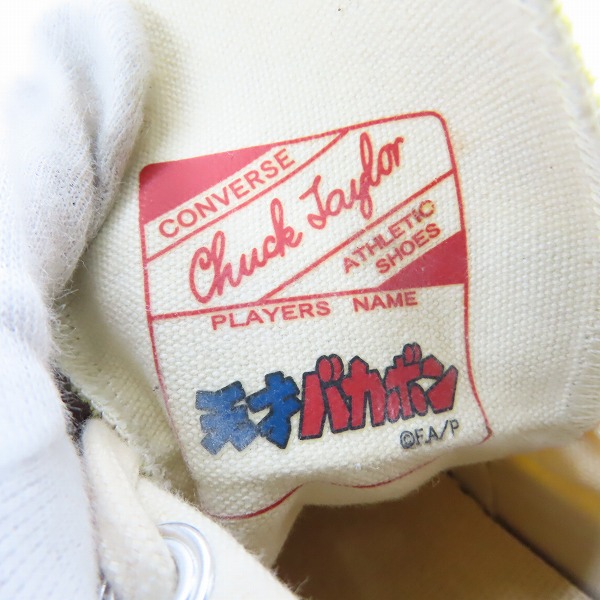 CONVERSE
Chuck Taylor
ATHLETIC
SHOES
PLAYERS NAME
天才バカボン
©F.A/P